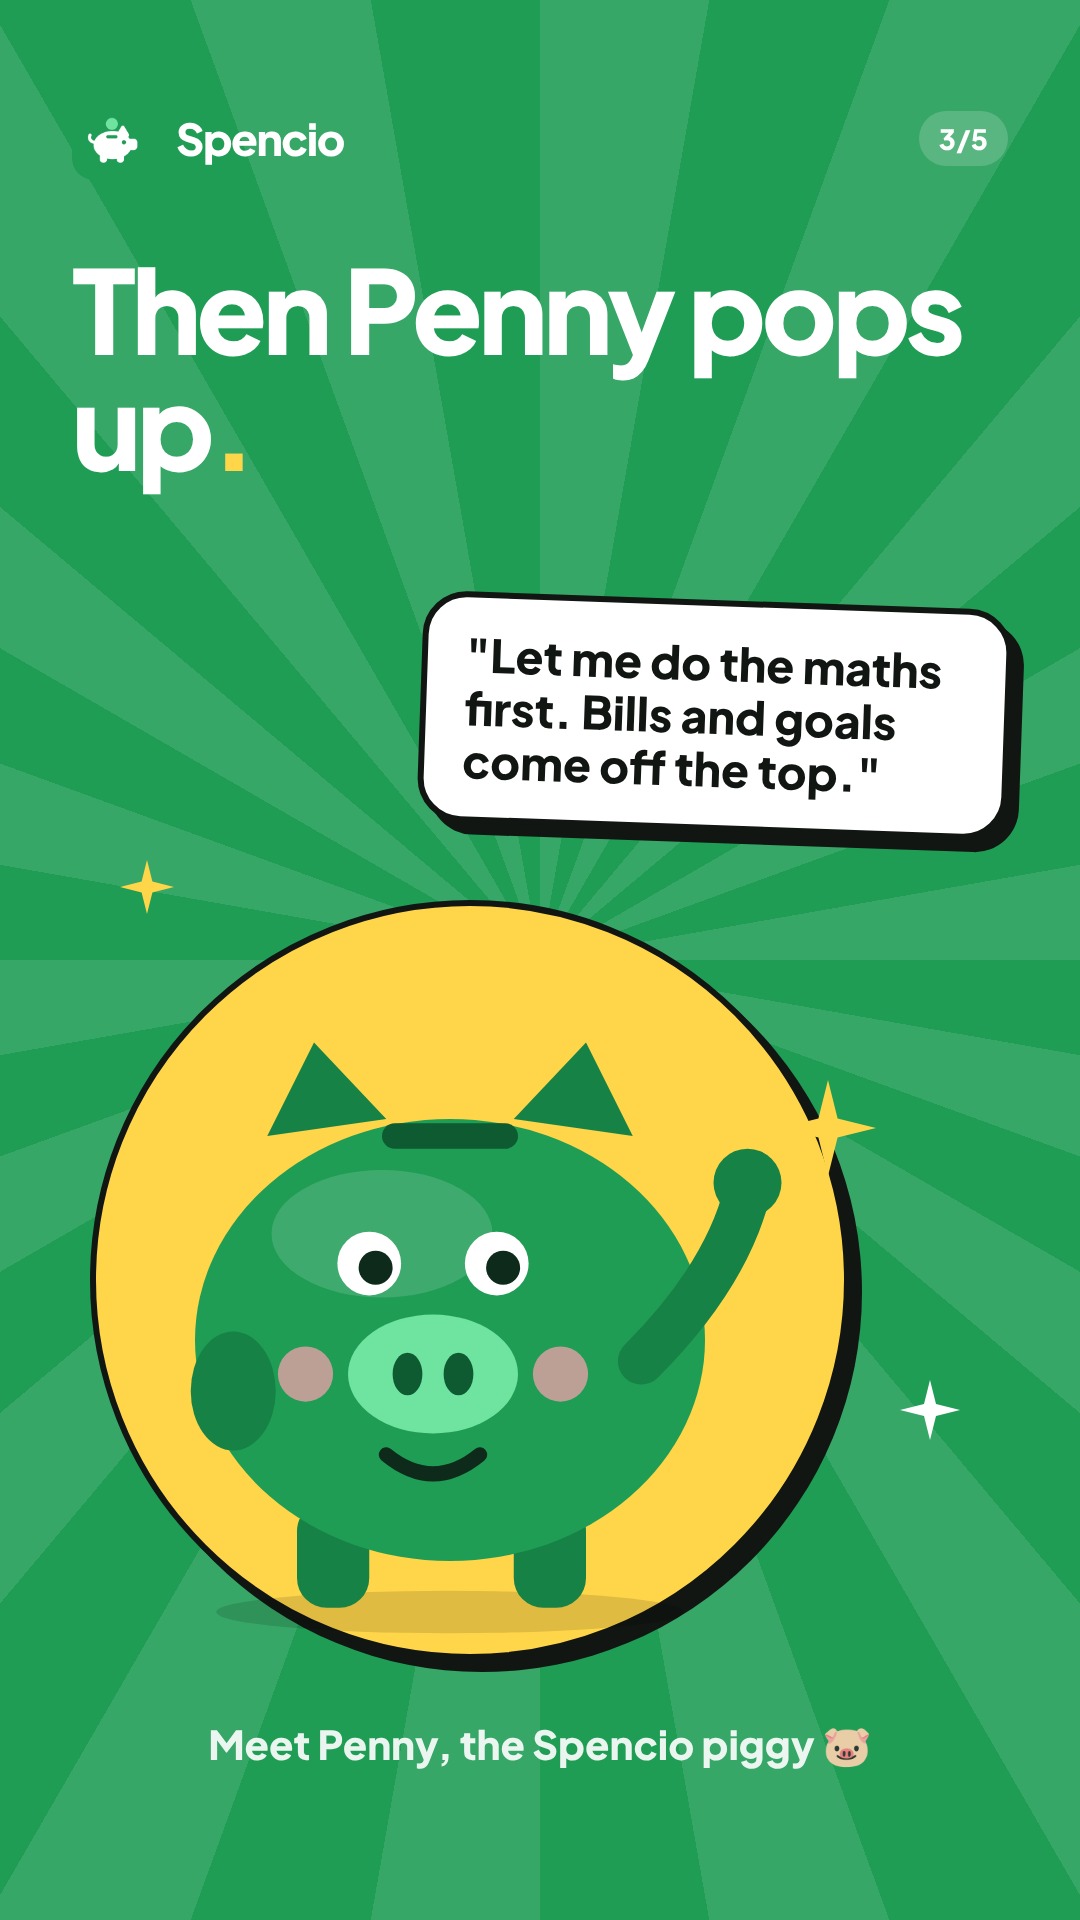 Spencio
3/5
Then Penny pops
up.
"Let me do the maths
first. Bills and goals
come off the top."
Meet Penny, the Spencio piggy 🐷